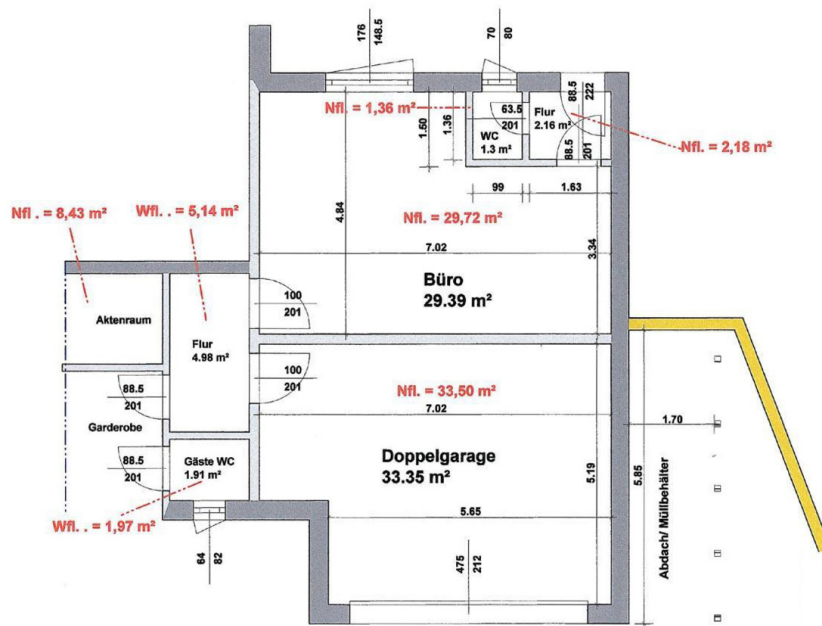 176
148.5
70
80
Nfl. = 1,36 m²
63.5
201
WC
1.3 m²
Flur
2.16 m²
88.5
222
88.5
201
Nfl. = 2,18 m²
1.60
1.36
99
1.63
Nfl . = 8,43 m²
Wfl. . = 5,14 m²
4.84
Nfl. = 29,72 m²
3.34
7.02
Büro
29.39 m²
100
201
Aktenraum
Flur
4.98 m²
100
201
Nfl. = 33,50 m²
7.02
88.5
201
Garderobe
88.5
201
Gäste WC
1.91 m²
Doppelgarage
33.35 m²
5.19
1.70
5.85
Abdach/ Müllbehälter
5.65
Wfl. . = 1,97 m²
64
82
475
212